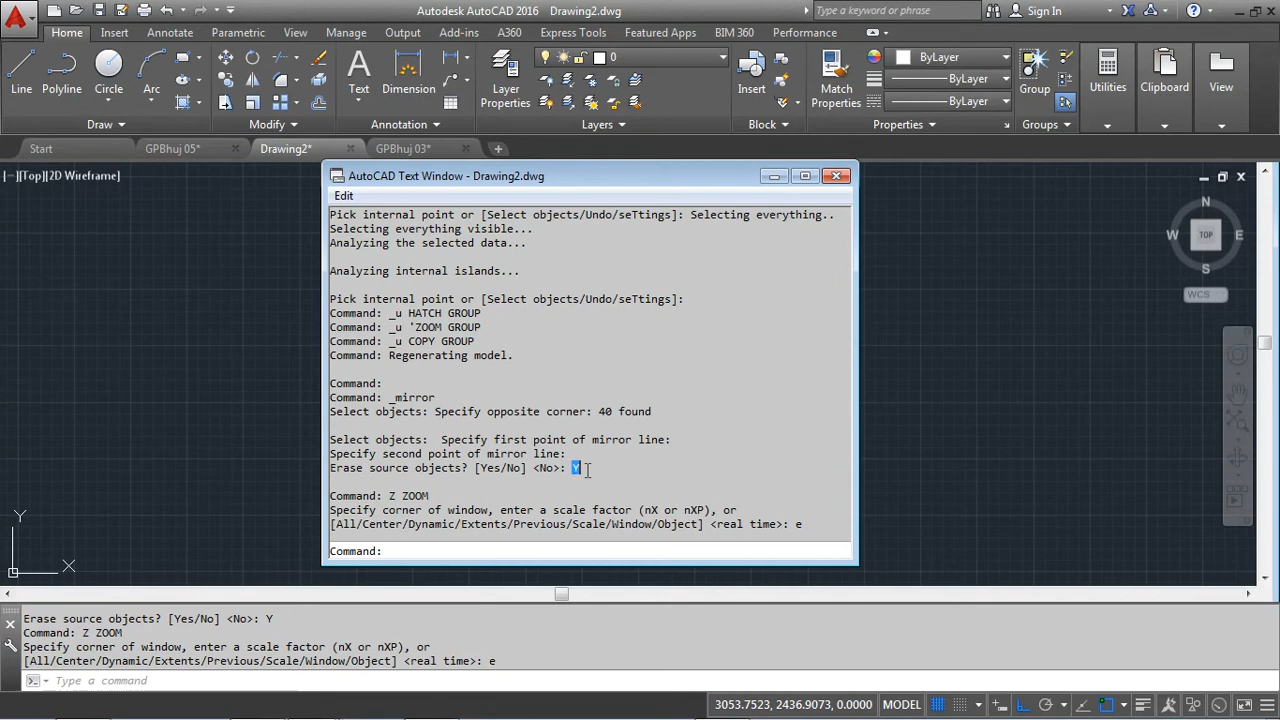 Autodesk AutoCAD 2016 Drawing2.dwg
Type a keyword or phrase
Sign In
Home Insert Annotate Parametric View Manage Output Add-ins A360 Express Tools Featured Apps BIM 360 Performance
0
ByLayer
ByLayer
ByLayer
Line Polyline Circle Arc Text Dimension Layer Properties Insert Match Properties Group Utilities Clipboard View
Draw Modify Annotation Layers Block Properties Groups
Start GPBhuj 05* Drawing2* GPBhuj 03*
[−][Top][2D Wireframe]
AutoCAD Text Window - Drawing2.dwg
Edit
Pick internal point or [Select objects/Undo/seTtings]: Selecting everything..
Selecting everything visible...
Analyzing the selected data...
Analyzing internal islands...
Pick internal point or [Select objects/Undo/seTtings]:
Command: _u HATCH GROUP
Command: _u 'ZOOM GROUP
Command: _u COPY GROUP
Command: Regenerating model.
Command:
Command: _mirror
Select objects: Specify opposite corner: 40 found
Select objects:  Specify first point of mirror line:
Specify second point of mirror line:
Erase source objects? [Yes/No] <No>: Y
Command: Z ZOOM
Specify corner of window, enter a scale factor (nX or nXP), or
[All/Center/Dynamic/Extents/Previous/Scale/Window/Object] <real time>: e
Command:
N
W TOP E
S
WCS
Y
X
Erase source objects? [Yes/No] <No>: Y
Command: Z ZOOM
Specify corner of window, enter a scale factor (nX or nXP), or
[All/Center/Dynamic/Extents/Previous/Scale/Window/Object] <real time>: e
Type a command
3053.7523, 2436.9073, 0.0000 MODEL